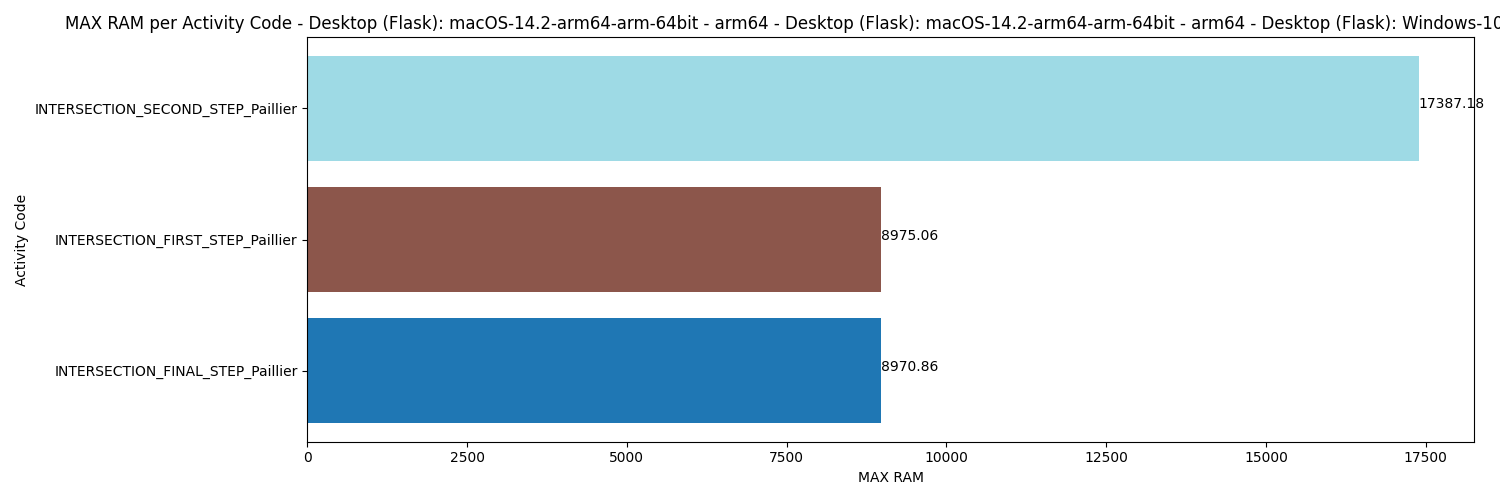 MAX RAM per Activity Code - Desktop (Flask): macOS-14.2-arm64-arm-64bit - arm64 - Desktop (Flask): macOS-14.2-arm64-arm-64bit - arm64 - Desktop (Flask): Windows-10
INTERSECTION_SECOND_STEP_Paillier
17387.18
INTERSECTION_FIRST_STEP_Paillier
8975.06
INTERSECTION_FINAL_STEP_Paillier
8970.86
Activity Code
0 2500 5000 7500 10000 12500 15000 17500
MAX RAM